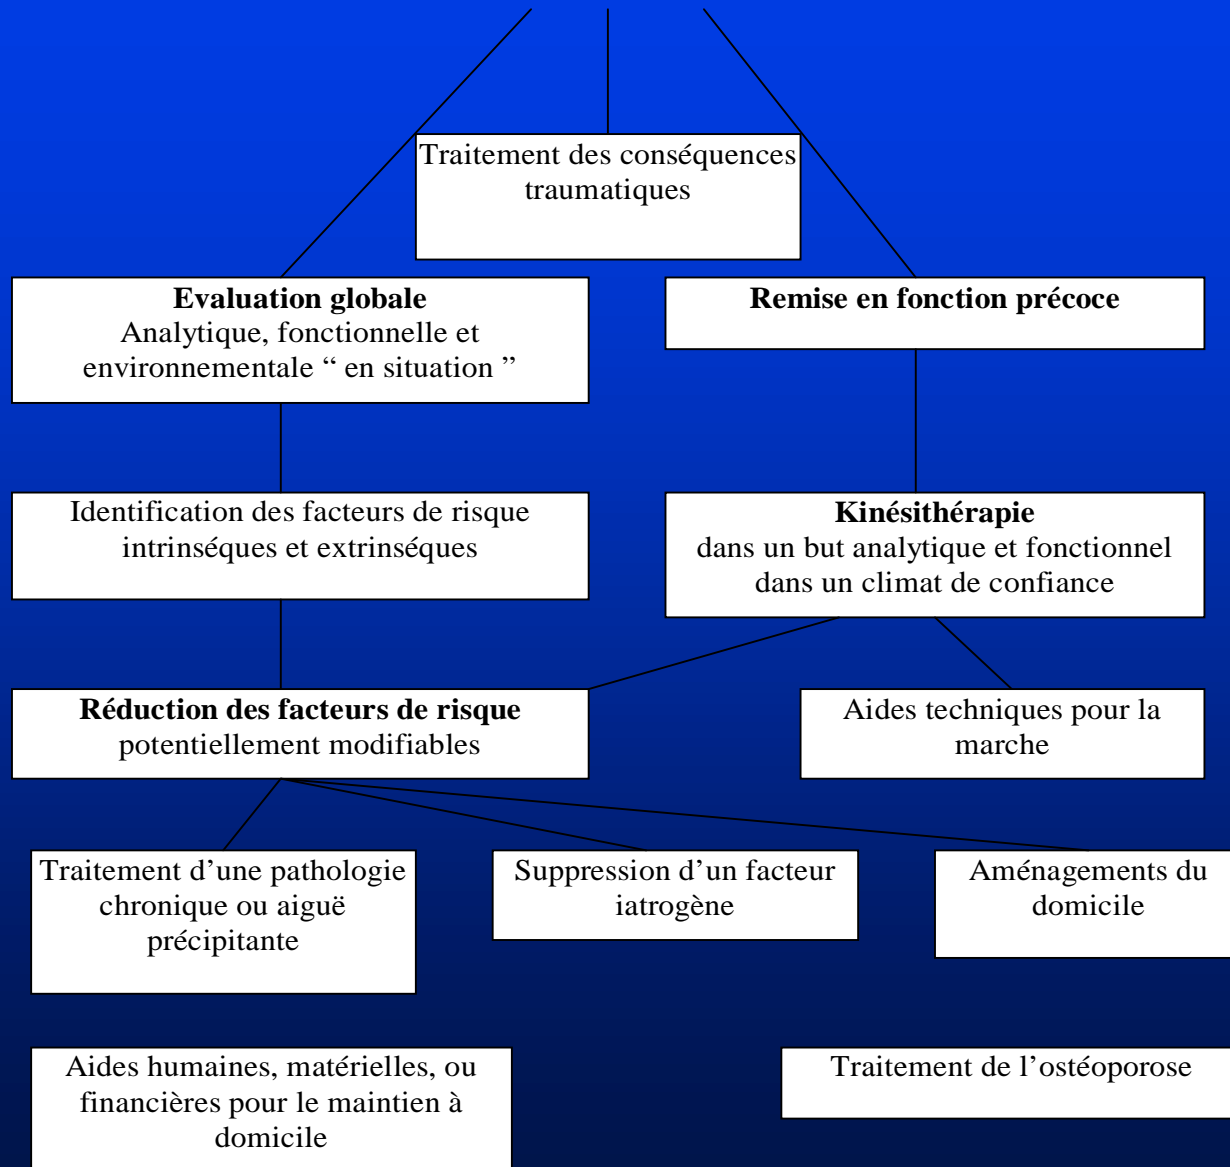 Traitement des conséquences
traumatiques
Evaluation globale
Analytique, fonctionnelle et
environnementale “ en situation ”
Remise en fonction précoce
Identification des facteurs de risque
intrinséques et extrinséques
Kinésithérapie
dans un but analytique et fonctionnel
dans un climat de confiance
Réduction des facteurs de risque
potentiellement modifiables
Aides techniques pour la
marche
Traitement d’une pathologie
chronique ou aiguë
précipitante
Suppression d’un facteur
iatrogène
Aménagements du
domicile
Aides humaines, matérielles, ou
financières pour le maintien à
domicile
Traitement de l’ostéoporose